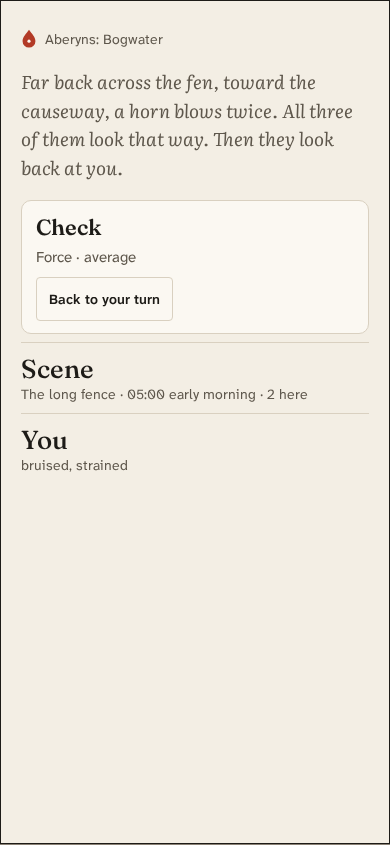 Aberyns: Bogwater
Far back across the fen, toward the
causeway, a horn blows twice. All three
of them look that way. Then they look
back at you.
Check
Force · average
Back to your turn
Scene
The long fence · 05:00 early morning · 2 here
You
bruised, strained